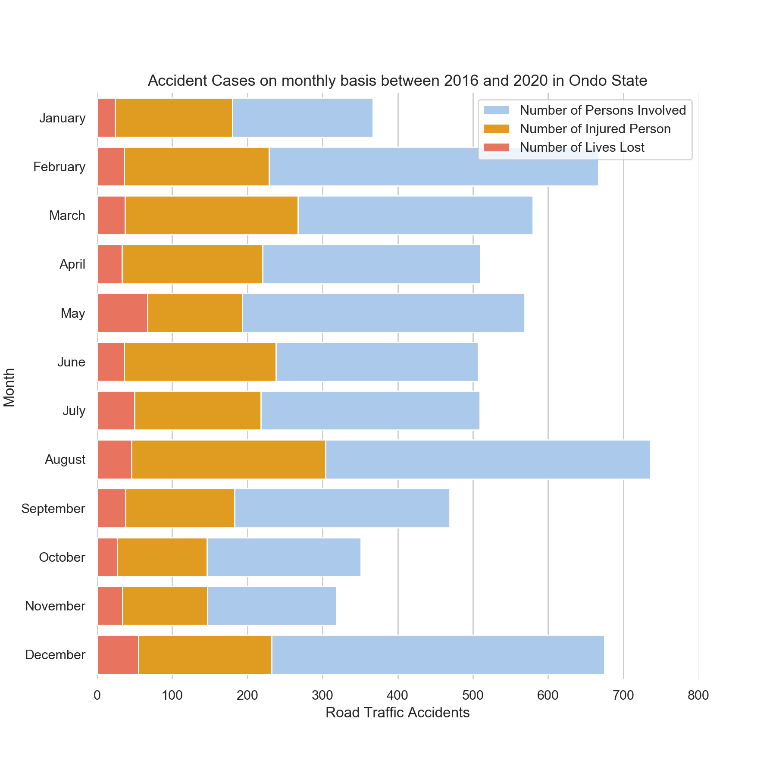 Accident Cases on monthly basis between 2016 and 2020 in Ondo State
Number of Persons Involved
Number of Injured Person
Number of Lives Lost
Month
January
February
March
April
May
June
July
August
September
October
November
December
0 100 200 300 400 500 600 700 800
Road Traffic Accidents